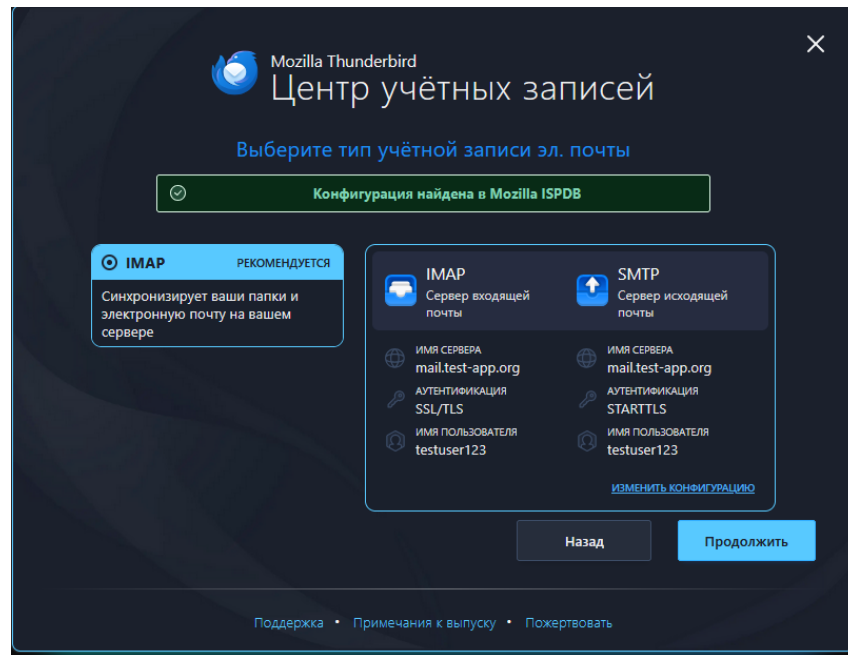 Mozilla Thunderbird
Центр учётных записей
Выберите тип учётной записи эл. почты
Конфигурация найдена в Mozilla ISPDB
IMAP РЕКОМЕНДУЕТСЯ
Синхронизирует ваши папки и
электронную почту на вашем
сервере
IMAP
Сервер входящей
почты
ИМЯ СЕРВЕРА
mail.test-app.org
АУТЕНТИФИКАЦИЯ
SSL/TLS
ИМЯ ПОЛЬЗОВАТЕЛЯ
testuser123
SMTP
Сервер исходящей
почты
ИМЯ СЕРВЕРА
mail.test-app.org
АУТЕНТИФИКАЦИЯ
STARTTLS
ИМЯ ПОЛЬЗОВАТЕЛЯ
testuser123
ИЗМЕНИТЬ КОНФИГУРАЦИЮ
Назад
Продолжить
Поддержка • Примечания к выпуску • Пожертвовать